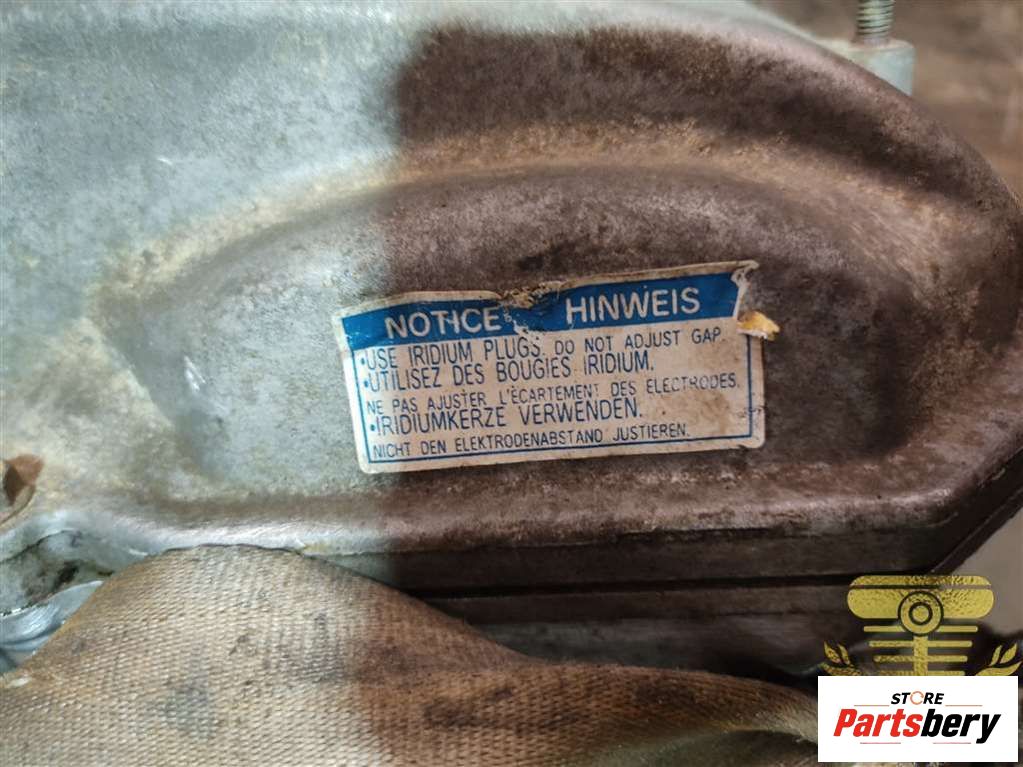 NOTICE HINWEIS
•USE IRIDIUM PLUGS. DO NOT ADJUST GAP.
•UTILISEZ DES BOUGIES IRIDIUM.
NE PAS AJUSTER L'ÉCARTEMENT DES ELECTRODES.
•IRIDIUMKERZE VERWENDEN.
NICHT DEN ELEKTRODENABSTAND JUSTIEREN.
STORE
Partsbery